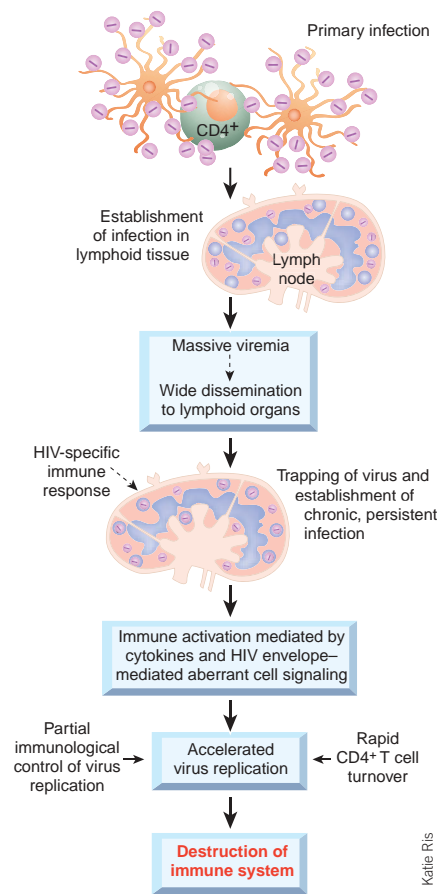 Primary infection
CD4+
Establishment
of infection in
lymphoid tissue
Lymph
node
Massive viremia
Wide dissemination
to lymphoid organs
HIV-specific
immune
response
Trapping of virus and
establishment of
chronic, persistent
infection
Immune activation mediated by
cytokines and HIV envelope–
mediated aberrant cell signaling
Partial
immunological
control of virus
replication
Accelerated
virus replication
Rapid
CD4+ T cell
turnover
Destruction of
immune system
Katie Ris